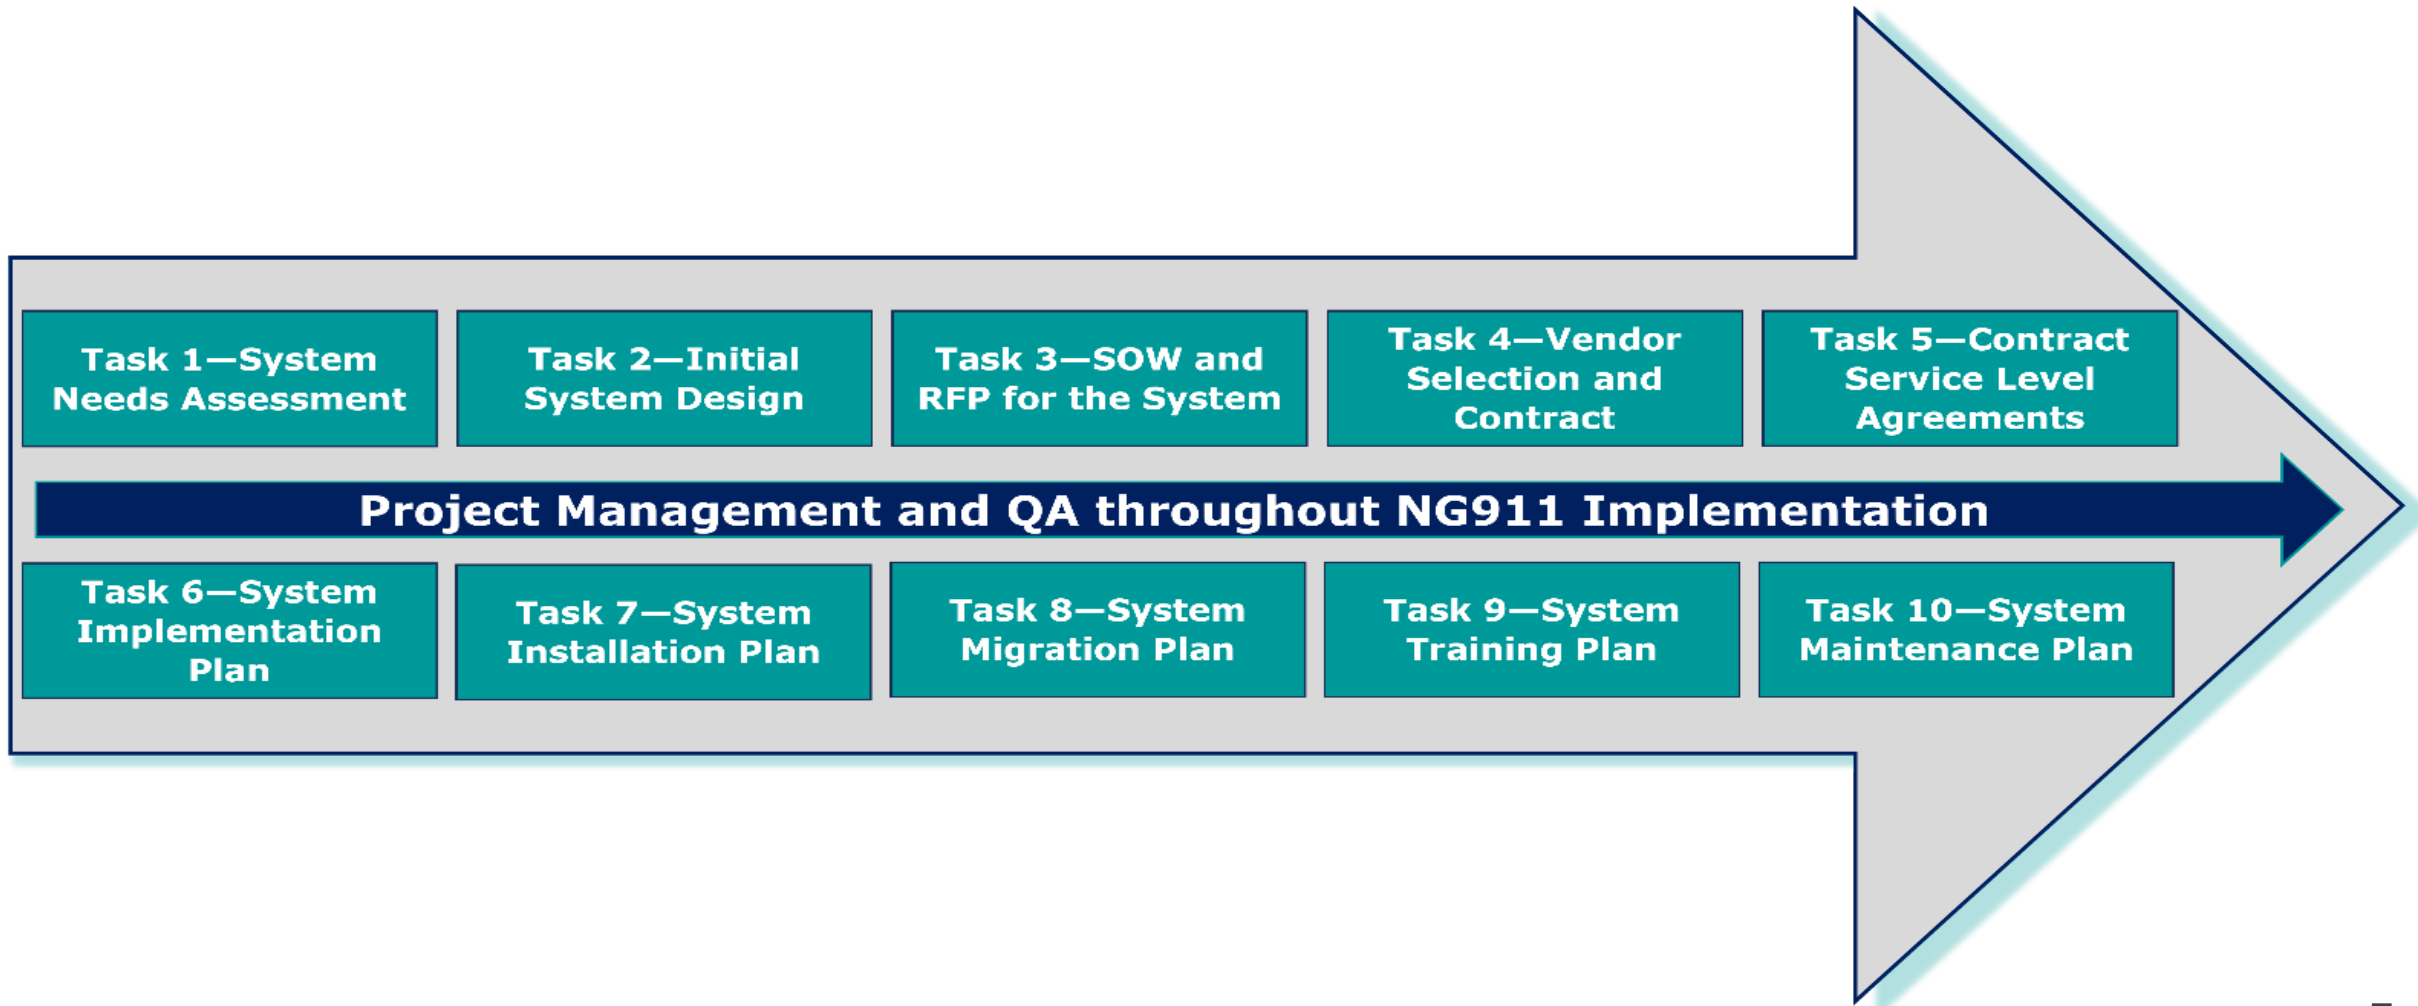 Task 1—System
Needs Assessment
Task 2—Initial
System Design
Task 3—SOW and
RFP for the System
Task 4—Vendor
Selection and
Contract
Task 5—Contract
Service Level
Agreements
Project Management and QA throughout NG911 Implementation
Task 6—System
Implementation
Plan
Task 7—System
Installation Plan
Task 8—System
Migration Plan
Task 9—System
Training Plan
Task 10—System
Maintenance Plan